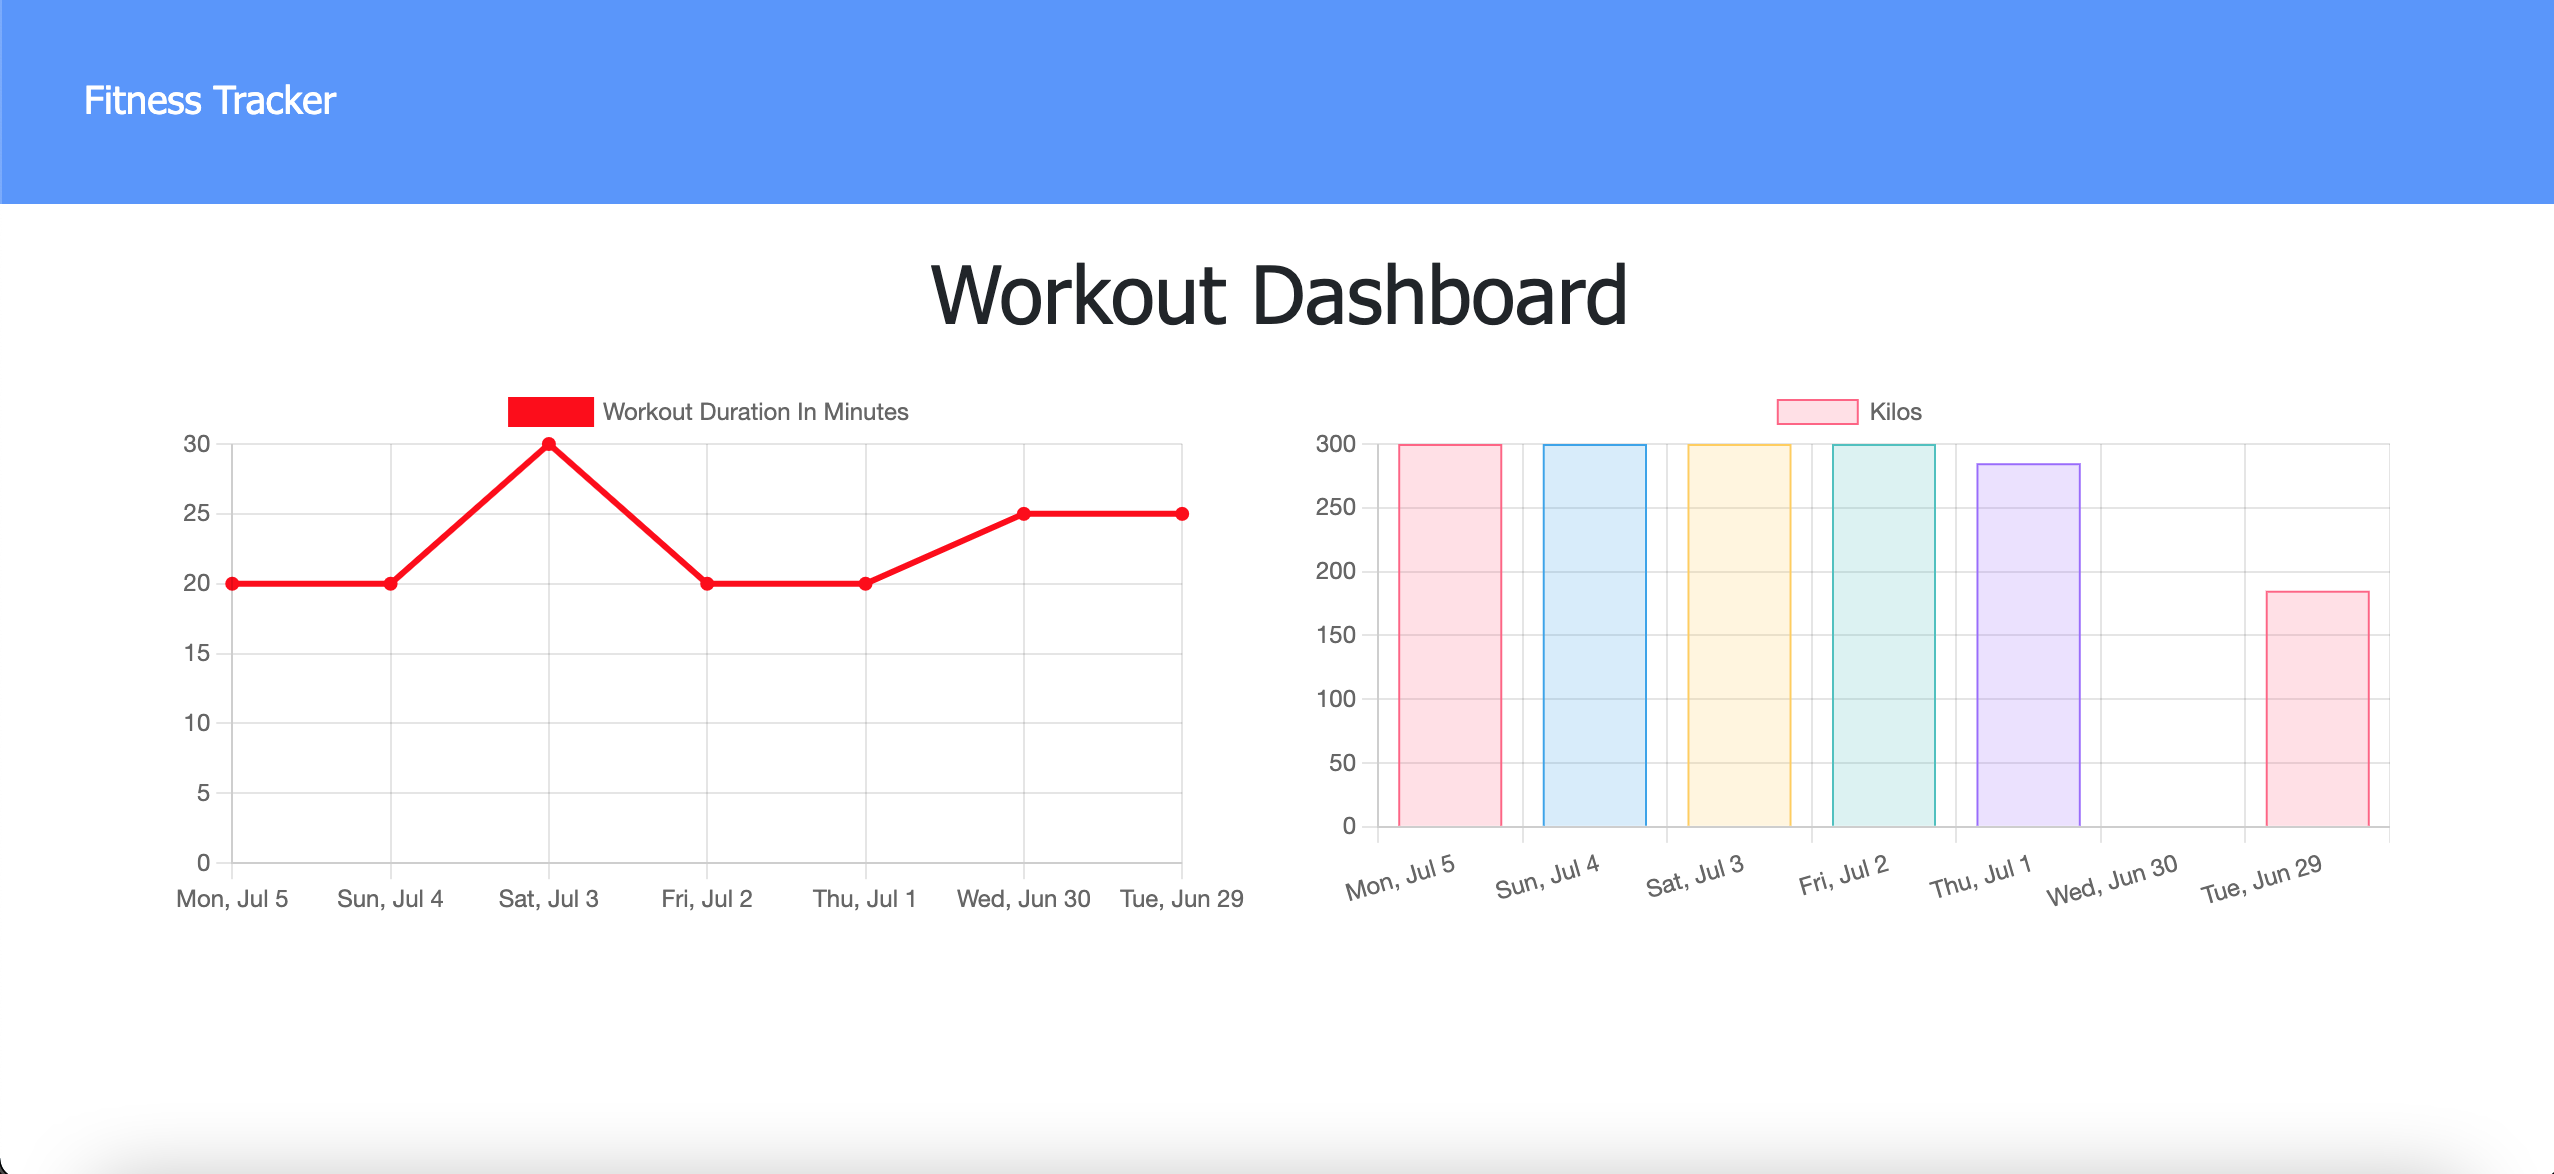 Fitness Tracker
Workout Dashboard
Workout Duration In Minutes
30
25
20
15
10
5
0
Mon, Jul 5 Sun, Jul 4 Sat, Jul 3 Fri, Jul 2 Thu, Jul 1 Wed, Jun 30 Tue, Jun 29
Kilos
300
250
200
150
100
50
0
Mon, Jul 5 Sun, Jul 4 Sat, Jul 3 Fri, Jul 2 Thu, Jul 1 Wed, Jun 30 Tue, Jun 29